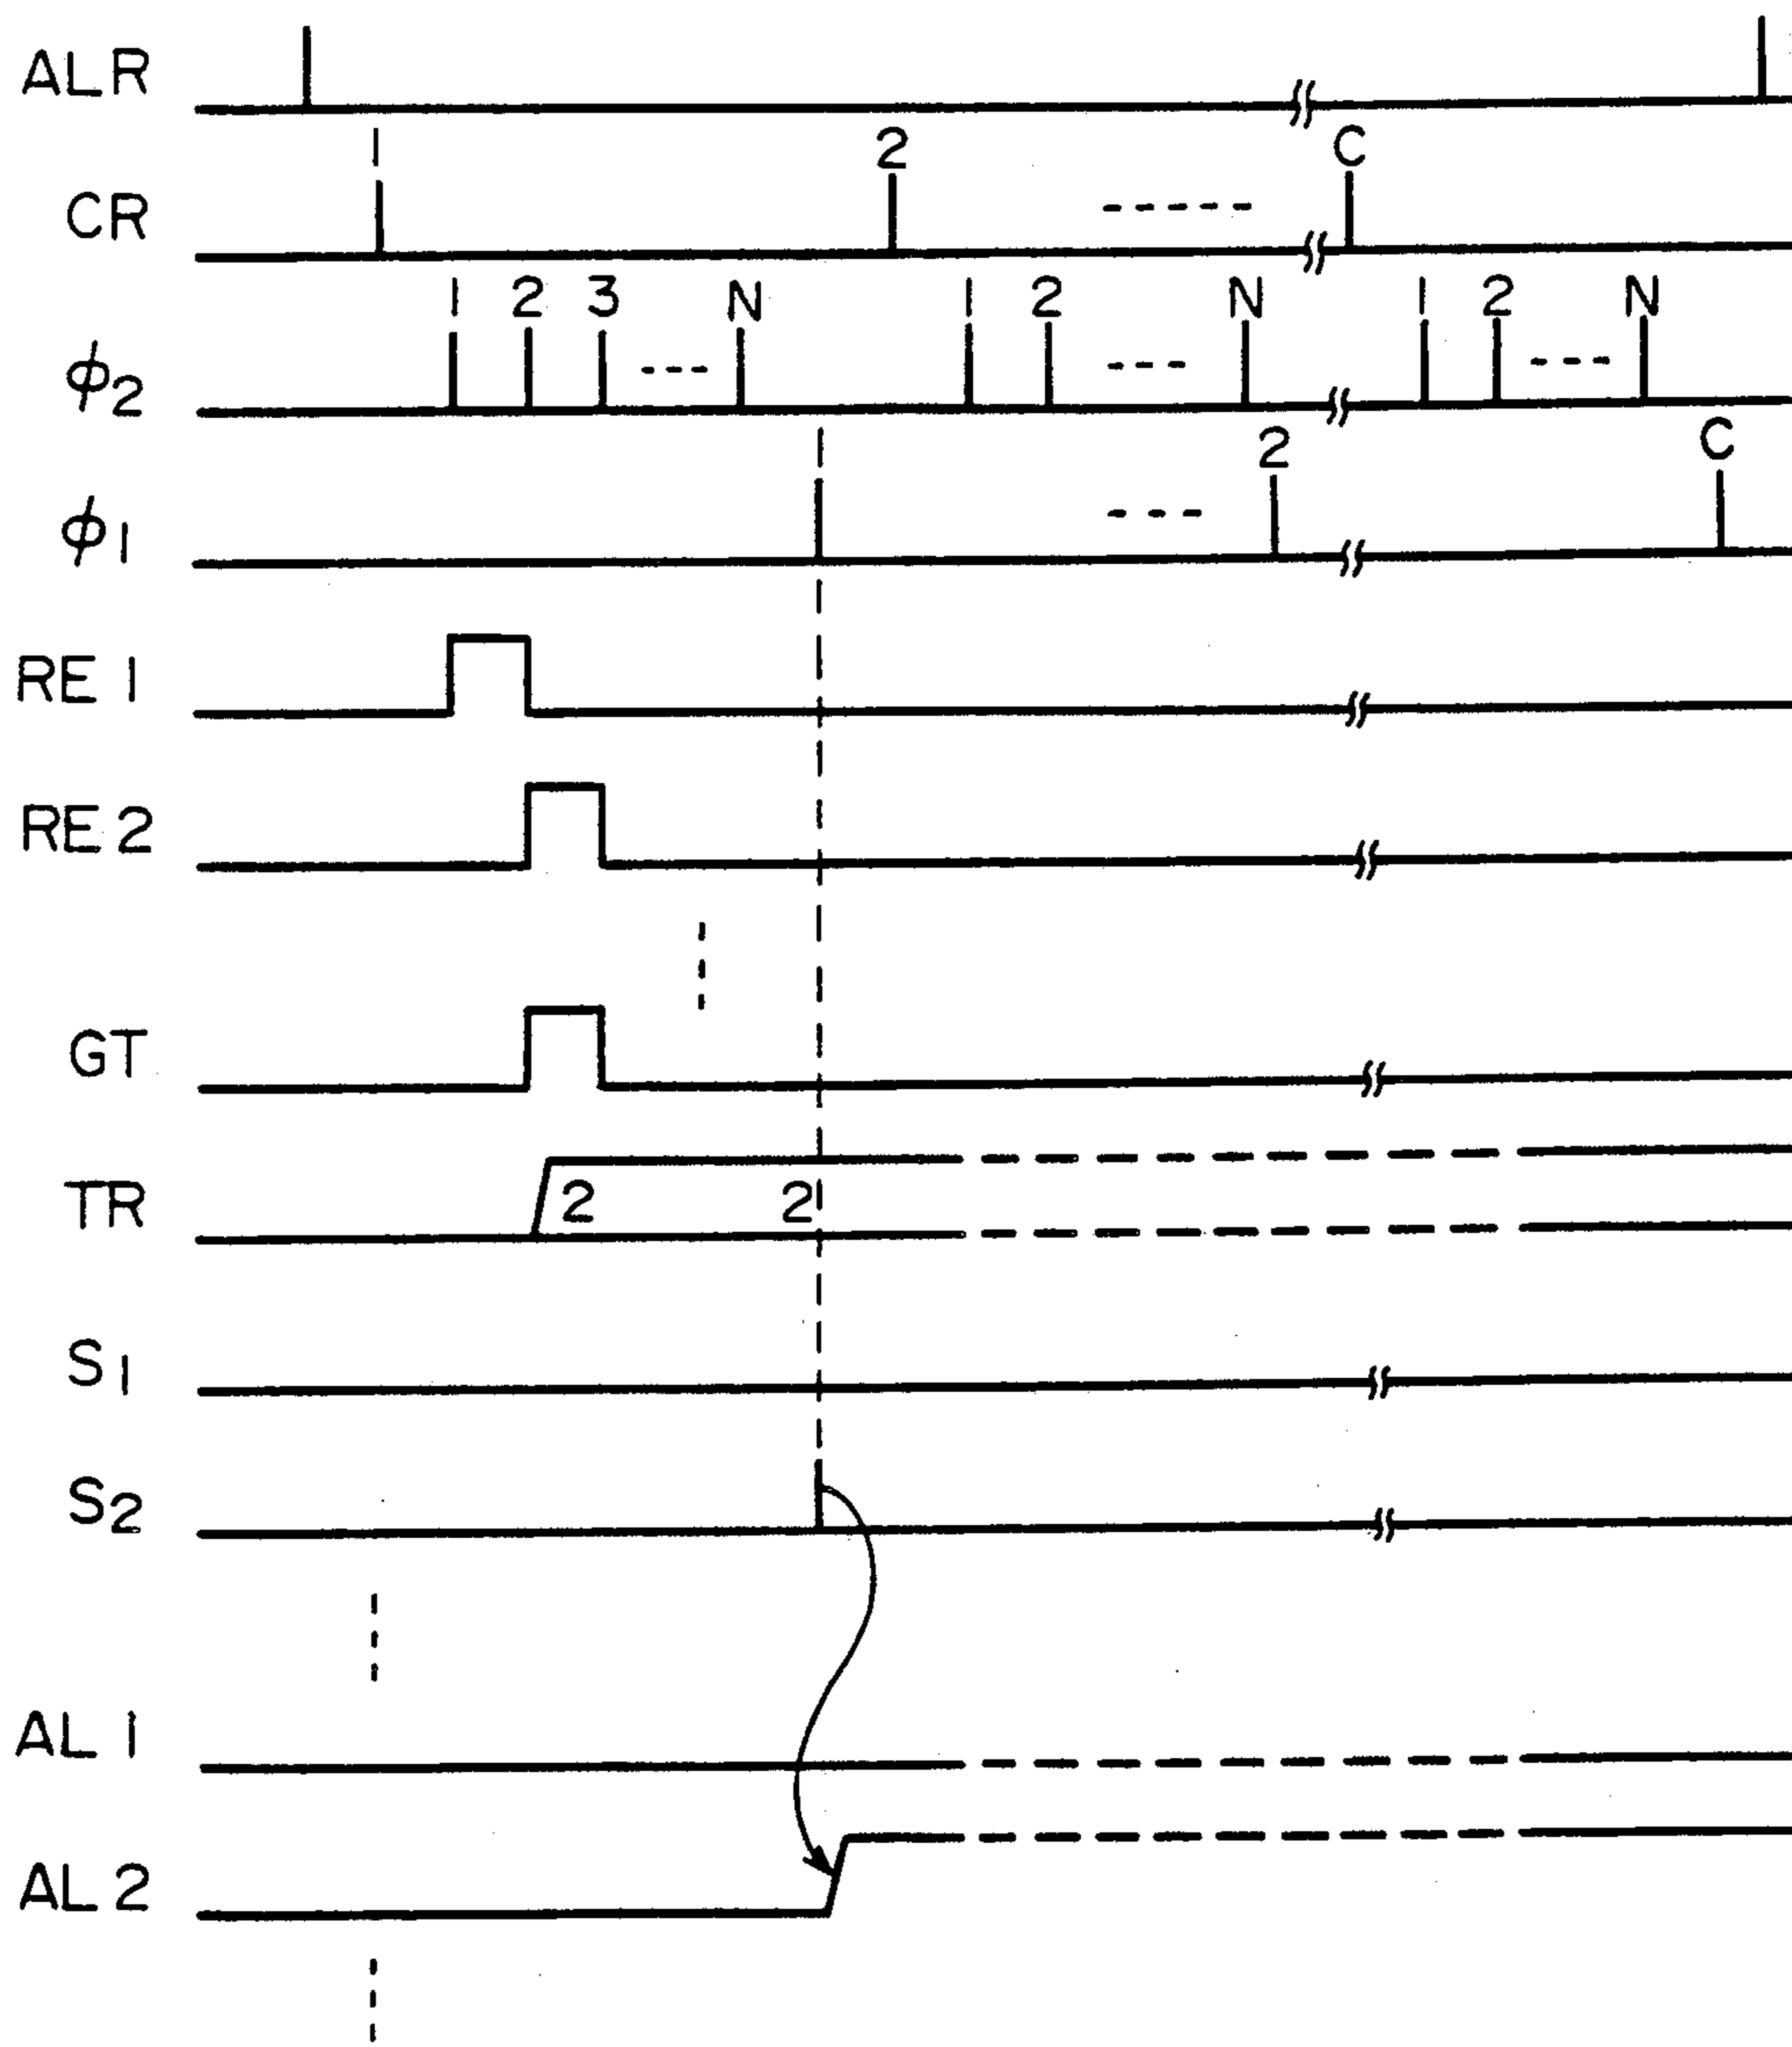 ALR
1 2 C
CR
1 2 3 N 1 2 N 1 2 N
ϕ2
1 2 C
ϕ1
RE 1
RE 2
GT
TR 2 2
S1
S2
AL 1
AL 2